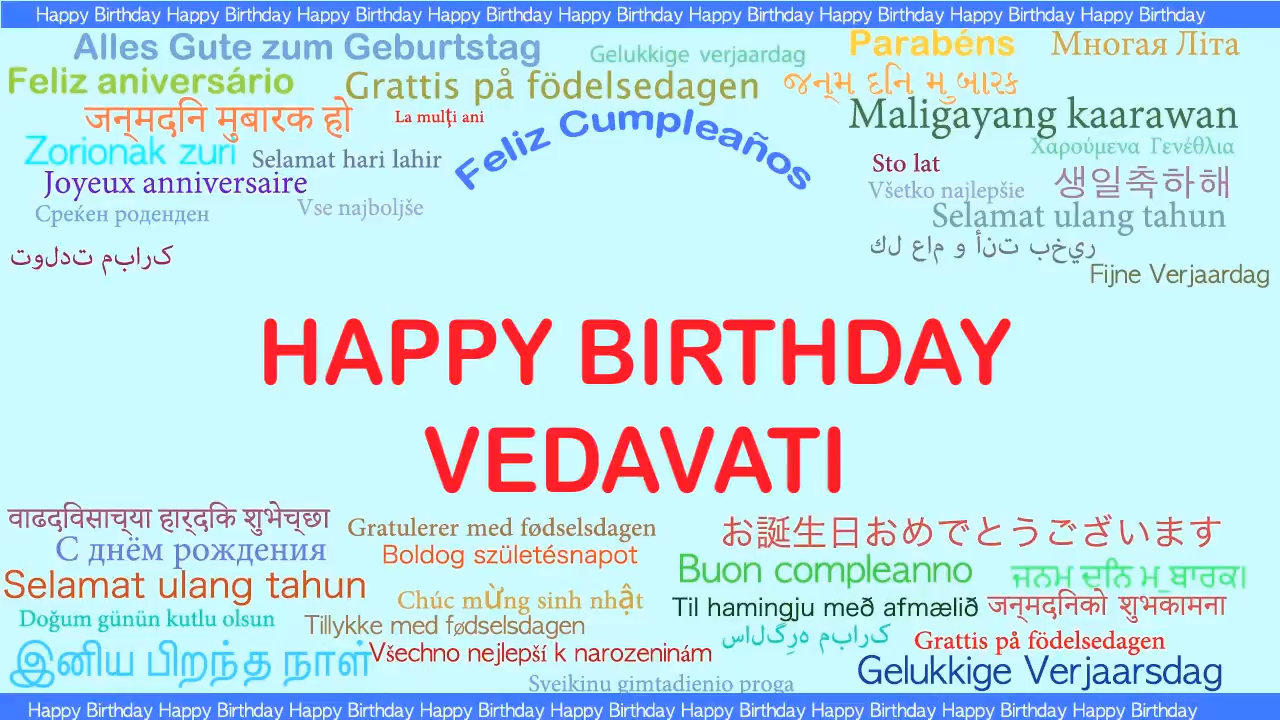 Happy Birthday Happy Birthday Happy Birthday Happy Birthday Happy Birthday Happy Birthday Happy Birthday Happy Birthday Happy Birthday
Alles Gute zum Geburtstag
Gelukkige verjaardag
Parabéns
Многая Літа
Feliz aniversário
Grattis på födelsedagen
જન્મ દિન મુબારક
जन्मदिन मुबारक हो
La mulţi ani
Feliz Cumpleaños
Maligayang kaarawan
Zorionak zuri
Selamat hari lahir
Χαρούμενα Γενέθλια
Sto lat
Joyeux anniversaire
Všetko najlepšie
생일축하해
Среќен роденден
Vse najboljše
Selamat ulang tahun
تولدت مبارک
كل عام و أنت بخير
Fijne Verjaardag
HAPPY BIRTHDAY
VEDAVATI
वाढदिवसाच्या हार्दिक शुभेच्छा
Gratulerer med fødselsdagen
お誕生日おめでとうございます
С днём рождения
Boldog születésnapot
Buon compleanno
ਜਨਮ ਦਿਨ ਮੁਬਾਰਕ।
Selamat ulang tahun
Chúc mừng sinh nhật
Til hamingju með afmælið
जन्मदिनको शुभकामना
Doğum günün kutlu olsun
Tillykke med fødselsdagen
سالگرہ مبارک
Grattis på födelsedagen
இனிய பிறந்த நாள்
Všechno nejlepší k narozeninám
Gelukkige Verjaarsdag
Sveikinu gimtadienio proga
Happy Birthday Happy Birthday Happy Birthday Happy Birthday Happy Birthday Happy Birthday Happy Birthday Happy Birthday Happy Birthday